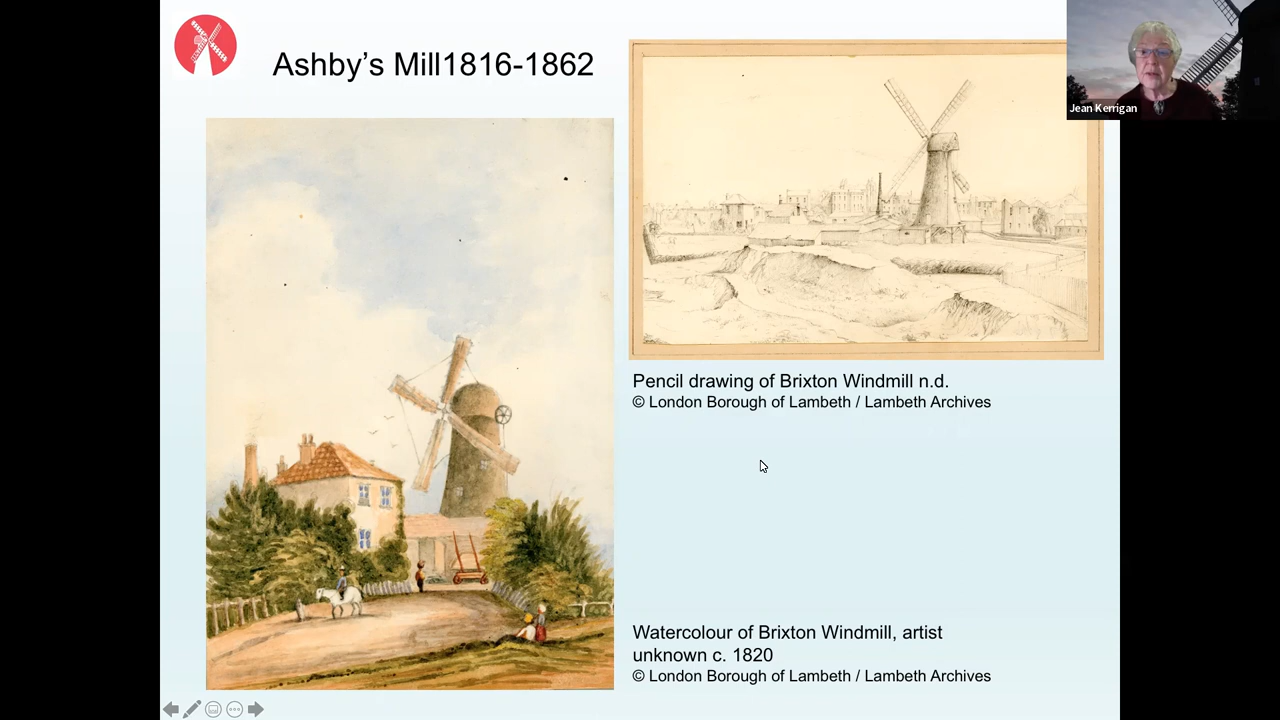 Ashby’s Mill1816-1862
Jean Kerrigan
Pencil drawing of Brixton Windmill n.d.
© London Borough of Lambeth / Lambeth Archives
Watercolour of Brixton Windmill, artist
unknown c. 1820
© London Borough of Lambeth / Lambeth Archives